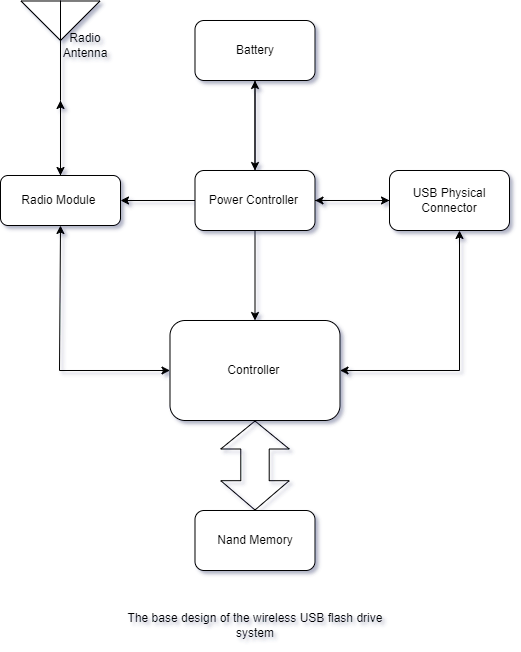 Radio
Antenna
Battery
Radio Module
Power Controller
USB Physical
Connector
Controller
Nand Memory
The base design of the wireless USB flash drive
system